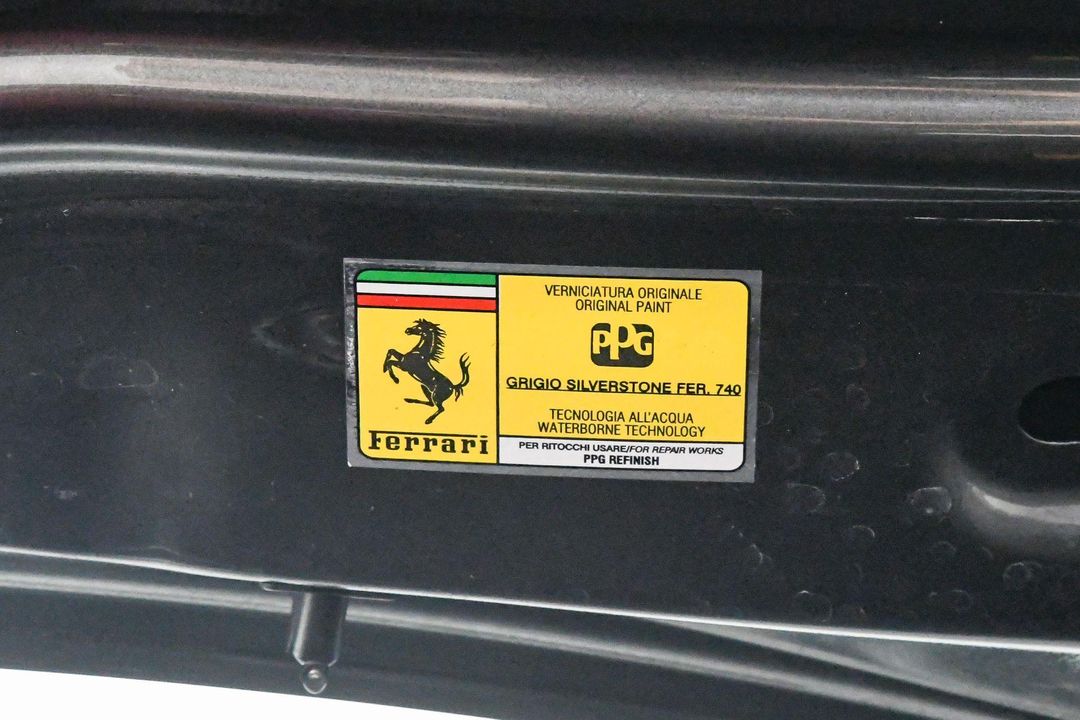 Ferrari
VERNICIATURA ORIGINALE
ORIGINAL PAINT
PPG
GRIGIO SILVERSTONE FER. 740
TECNOLOGIA ALL'ACQUA
WATERBORNE TECHNOLOGY
PER RITOCCHI USARE/FOR REPAIR WORKS
PPG REFINISH